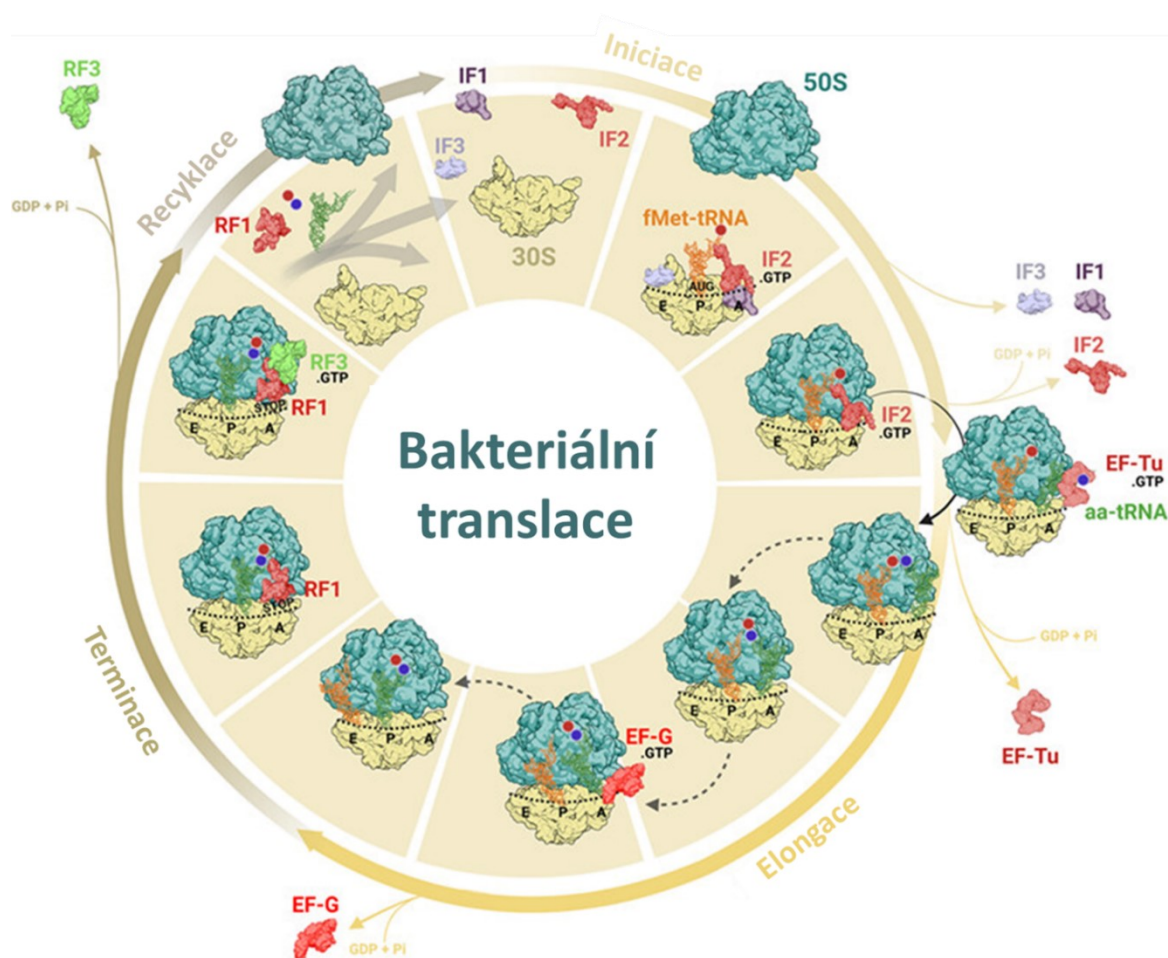 Iniciace
RF3
IF1
50S
IF2
IF3
Recyklace
GDP + Pi
RF1
fMet-tRNA
30S
IF2
.GTP
AUG
E P A
IF3 IF1
GDP + Pi
IF2
RF3
.GTP
RF1
STOP
E P A
IF2
.GTP
E P A
Bakteriální
translace
EF-Tu
.GTP
aa-tRNA
E P A
E P A
RF1
STOP
E P A
GDP + Pi
EF-Tu
E P A
E P A
EF-G
.GTP
E P A
Terminace
Elongace
EF-G
GDP + Pi